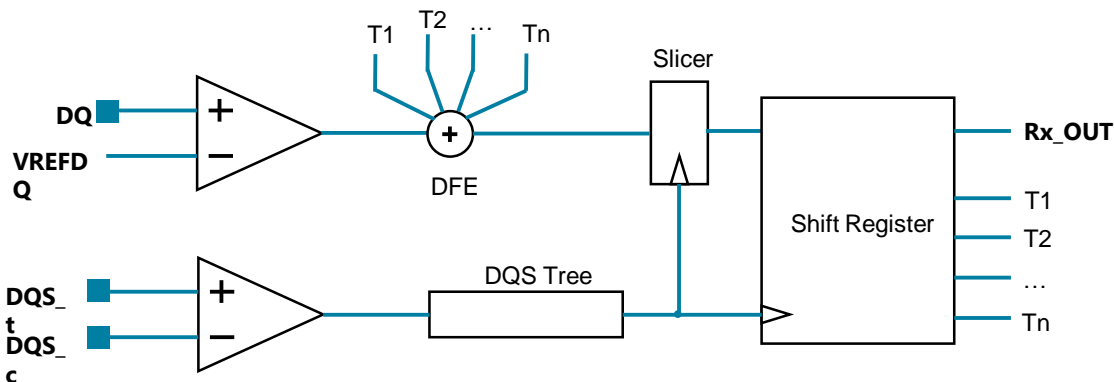 T1 T2 … Tn
Slicer
DQ
+
+
VREFD
Q
−
DFE
Rx_OUT
T1
Shift Register
T2
…
Tn
DQS Tree
DQS_
t
+
DQS_
c
−